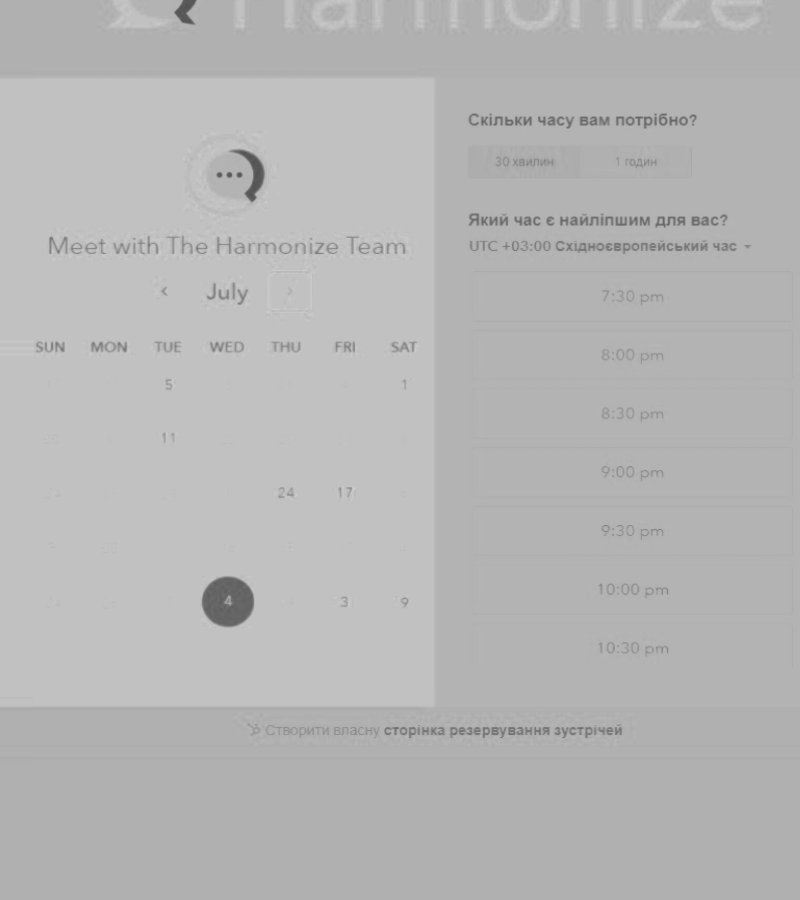 Harmonize
Meet with The Harmonize Team
July
SUN MON TUE WED THU FRI SAT
5 1
11
24 17
4 3 9
Скільки часу вам потрібно?
30 хвилин 1 годин
Який час є найліпшим для вас?
UTC +03:00 Східноєвропейський час
7:30 pm
8:00 pm
8:30 pm
9:00 pm
9:30 pm
10:00 pm
10:30 pm
Створити власну сторінка резервування зустрічей